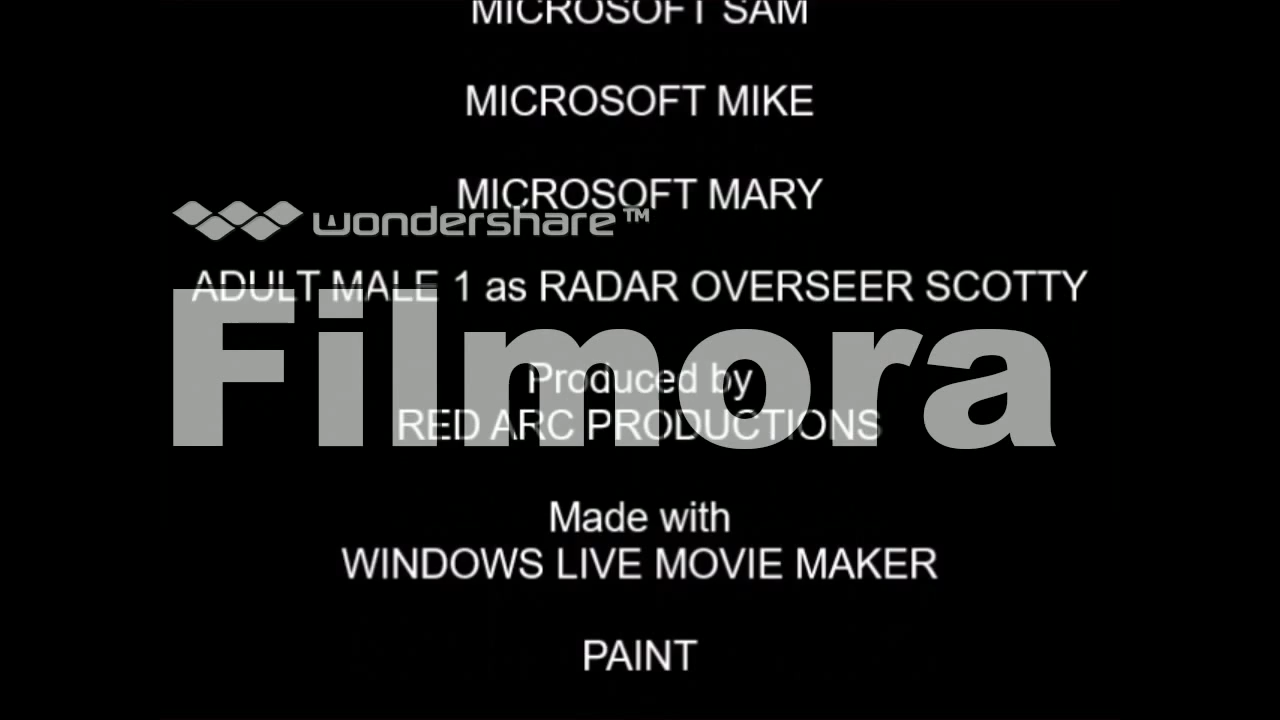 MICROSOFT SAM
MICROSOFT MIKE
MICROSOFT MARY
wondershare™
ADULT MALE 1 as RADAR OVERSEER SCOTTY
Filmora
Produced by
RED ARC PRODUCTIONS
Made with
WINDOWS LIVE MOVIE MAKER
PAINT